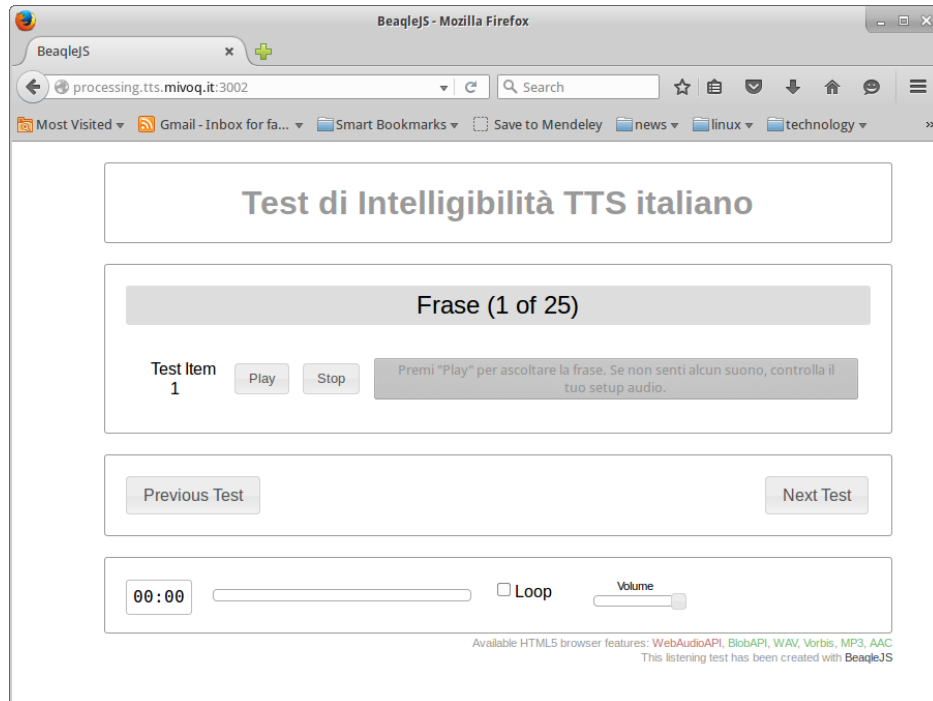 BeaqleJS - Mozilla Firefox
BeaqleJS
processing.tts.mivoq.it:3002
Search
Most Visited
Gmail - Inbox for fa...
Smart Bookmarks
Save to Mendeley
news
linux
technology
Test di Intelligibilità TTS italiano
Frase (1 of 25)
Test Item
1
Play
Stop
Premi "Play" per ascoltare la frase. Se non senti alcun suono, controlla il
tuo setup audio.
Previous Test
Next Test
00:00
Loop
Volume
Available HTML5 browser features: WebAudioAPI, BlobAPI, WAV, Vorbis, MP3, AAC
This listening test has been created with BeaqleJS